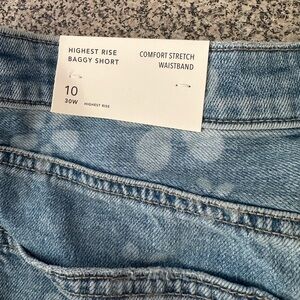 HIGHEST RISE
BAGGY SHORT
COMFORT STRETCH
WAISTBAND
10
30W HIGHEST RISE